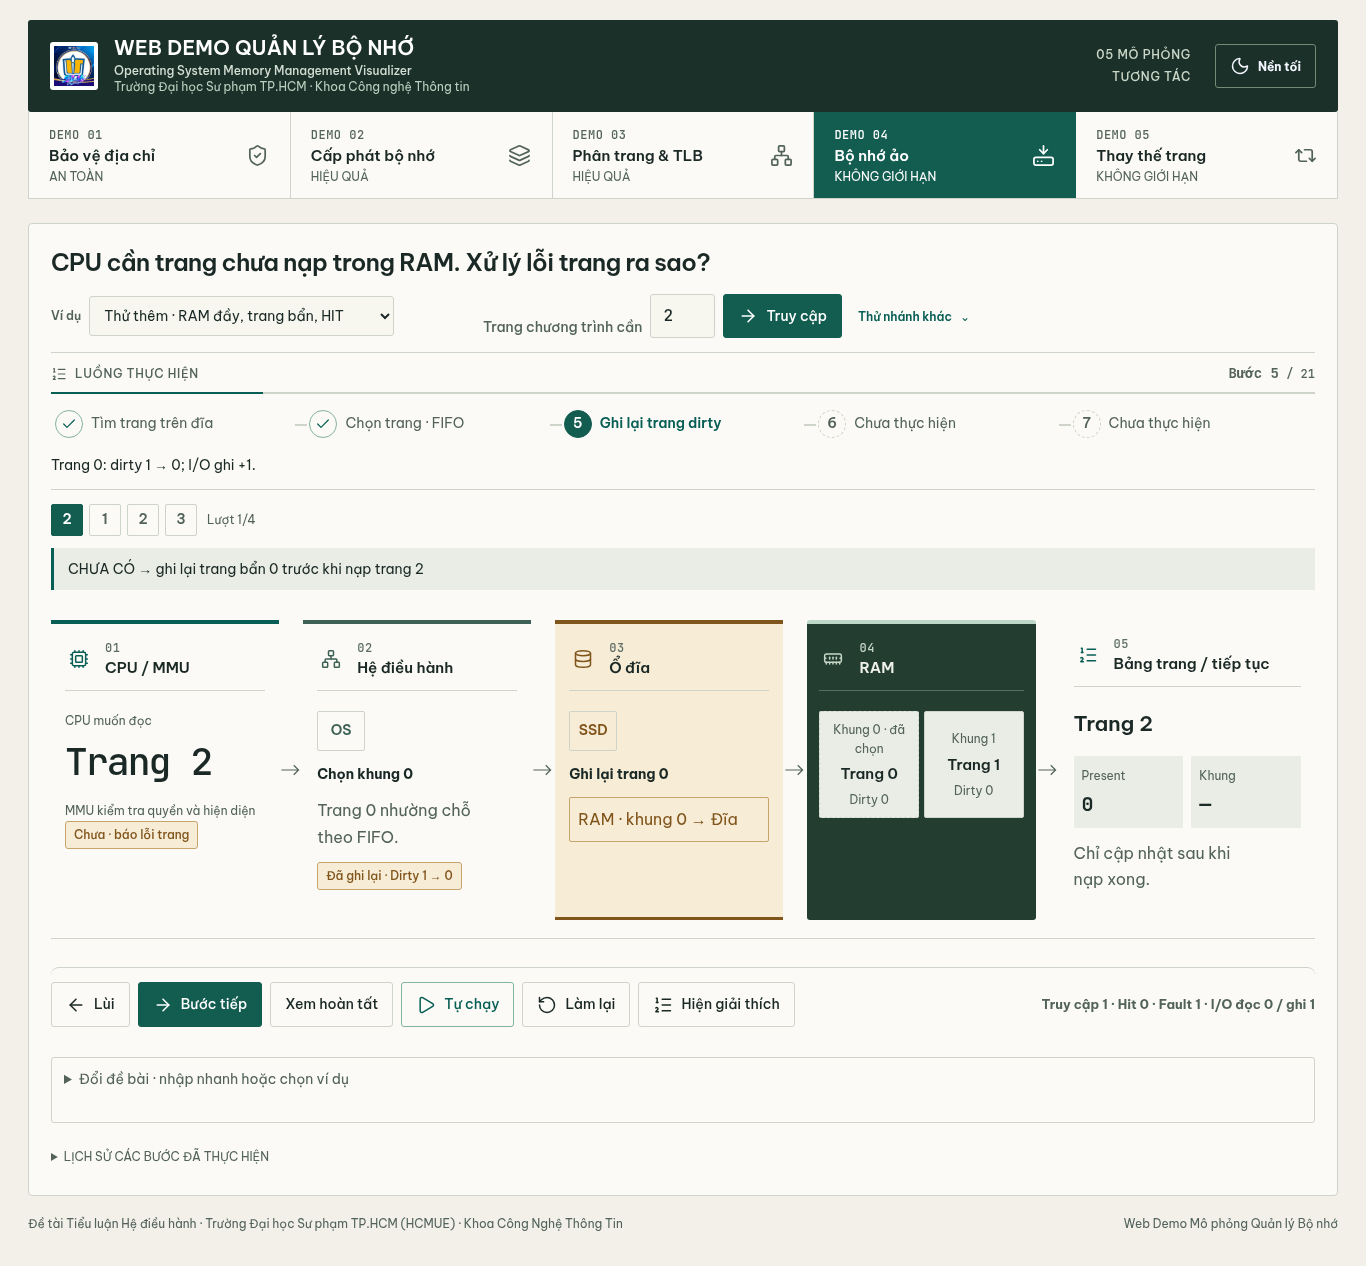 WEB DEMO QUẢN LÝ BỘ NHỚ
Operating System Memory Management Visualizer
Trường Đại học Sư phạm TP.HCM · Khoa Công nghệ Thông tin
05 MÔ PHỎNG
TƯƠNG TÁC
Nền tối
DEMO 01
Bảo vệ địa chỉ
AN TOÀN
DEMO 02
Cấp phát bộ nhớ
HIỆU QUẢ
DEMO 03
Phân trang & TLB
HIỆU QUẢ
DEMO 04
Bộ nhớ ảo
KHÔNG GIỚI HẠN
DEMO 05
Thay thế trang
KHÔNG GIỚI HẠN
CPU cần trang chưa nạp trong RAM. Xử lý lỗi trang ra sao?
Ví dụ
Thử thêm · RAM đầy, trang bẩn, HIT
Trang chương trình cần
2
Truy cập
Thử nhánh khác
LUỒNG THỰC HIỆN
Bước 5 / 21
Tìm trang trên đĩa
Chọn trang · FIFO
5 Ghi lại trang dirty
6 Chưa thực hiện
7 Chưa thực hiện
Trang 0: dirty 1 → 0; I/O ghi +1.
2 1 2 3 Lượt 1/4
CHƯA CÓ → ghi lại trang bẩn 0 trước khi nạp trang 2
01
CPU / MMU
CPU muốn đọc
Trang 2
MMU kiểm tra quyền và hiện diện
Chưa · báo lỗi trang
→
02
Hệ điều hành
OS
Chọn khung 0
Trang 0 nhường chỗ
theo FIFO.
Đã ghi lại · Dirty 1 → 0
→
03
Ổ đĩa
SSD
Ghi lại trang 0
RAM · khung 0 → Đĩa
→
04
RAM
Khung 0 · đã
chọn
Trang 0
Dirty 0
Khung 1
Trang 1
Dirty 0
→
05
Bảng trang / tiếp tục
Trang 2
Present
0
Khung
—
Chỉ cập nhật sau khi
nạp xong.
Lùi
Bước tiếp
Xem hoàn tất
Tự chạy
Làm lại
Hiện giải thích
Truy cập 1 · Hit 0 · Fault 1 · I/O đọc 0 / ghi 1
Đổi đề bài · nhập nhanh hoặc chọn ví dụ
LỊCH SỬ CÁC BƯỚC ĐÃ THỰC HIỆN
Đề tài Tiểu luận Hệ điều hành · Trường Đại học Sư phạm TP.HCM (HCMUE) · Khoa Công Nghệ Thông Tin
Web Demo Mô phỏng Quản lý Bộ nhớ